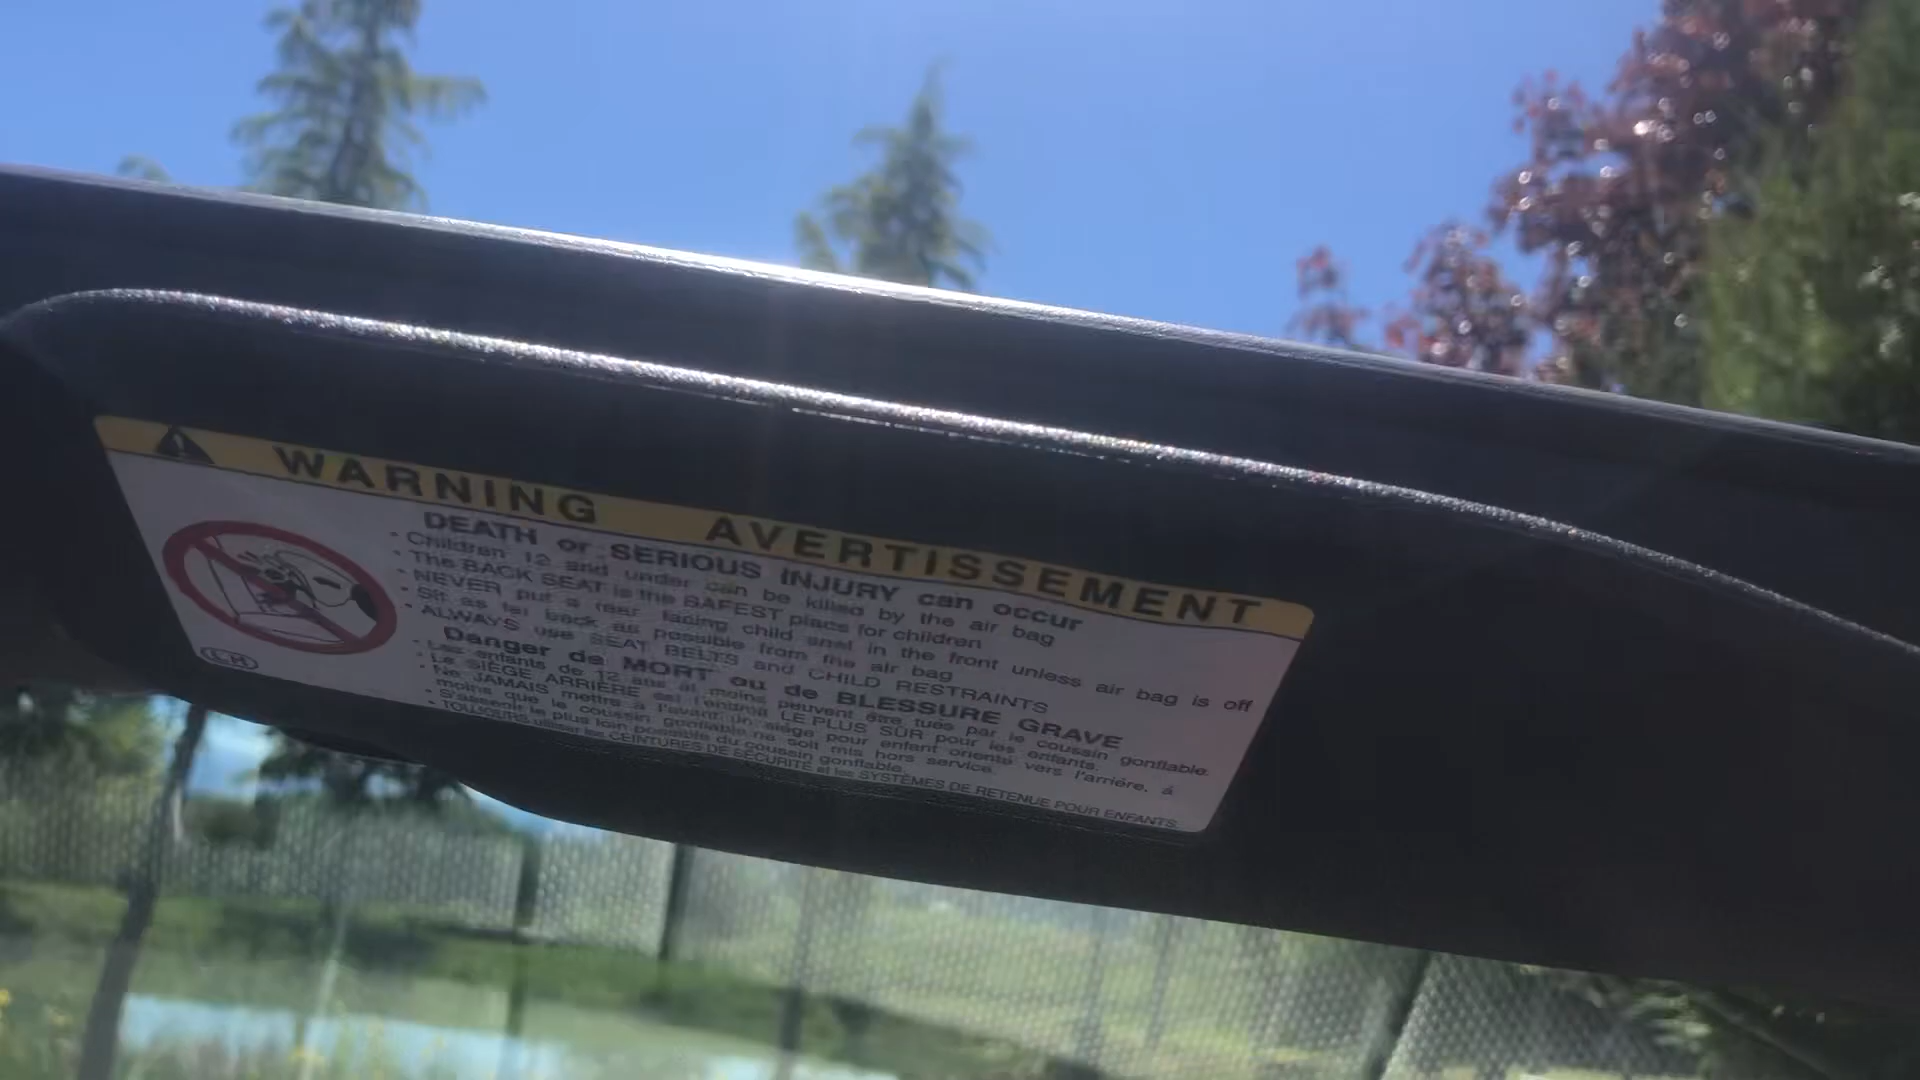 WARNING AVERTISSEMENT
DEATH or SERIOUS INJURY can occur
• Children 12 and under can be killed by the air bag
• The BACK SEAT is the SAFEST place for children
• NEVER put a rear facing child seat in the front unless air bag is off
• Sit as far back as possible from the air bag
• ALWAYS use SEAT BELTS and CHILD RESTRAINTS
Danger de MORT ou de BLESSURE GRAVE
• Les enfants de 12 ans et moins peuvent être tués par le coussin gonflable.
• Le SIÈGE ARRIÈRE est l'endroit LE PLUS SÛR pour les enfants.
• Ne JAMAIS mettre à l'avant un siège pour enfant orienté vers l'arrière, à
moins que le coussin gonflable ne soit mis hors service.
• S'asseoir le plus loin possible du coussin gonflable.
• TOUJOURS utiliser les CEINTURES DE SÉCURITÉ et les SYSTÈMES DE RETENUE POUR ENFANTS.